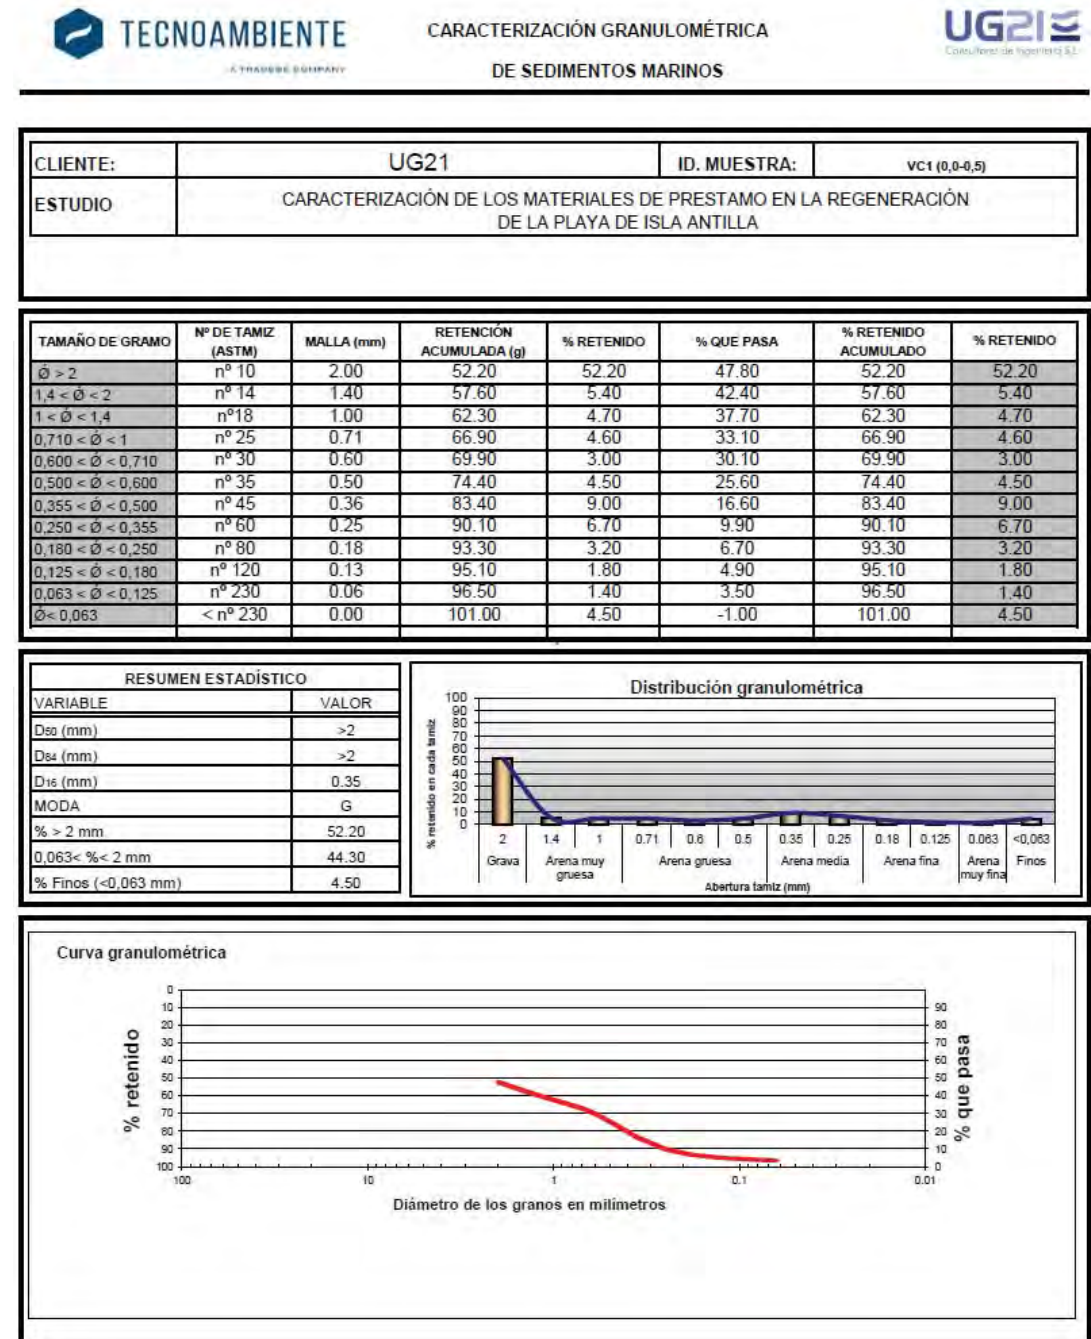 TECNOAMBIENTE
A TRADEBE COMPANY
CARACTERIZACIÓN GRANULOMÉTRICA
DE SEDIMENTOS MARINOS
UG21
Consultores de Ingeniería S.L.
CLIENTE: UG21 ID. MUESTRA: VC1 (0,0-0,5)
ESTUDIO CARACTERIZACIÓN DE LOS MATERIALES DE PRESTAMO EN LA REGENERACIÓN
DE LA PLAYA DE ISLA ANTILLA
TAMAÑO DE GRAMO Nº DE TAMIZ (ASTM) MALLA (mm) RETENCIÓN ACUMULADA (g) % RETENIDO % QUE PASA % RETENIDO ACUMULADO % RETENIDO
Ǿ > 2 nº 10 2.00 52.20 52.20 47.80 52.20 52.20
1,4 < Ǿ < 2 nº 14 1.40 57.60 5.40 42.40 57.60 5.40
1 < Ǿ < 1,4 nº18 1.00 62.30 4.70 37.70 62.30 4.70
0,710 < Ǿ < 1 nº 25 0.71 66.90 4.60 33.10 66.90 4.60
0,600 < Ǿ < 0,710 nº 30 0.60 69.90 3.00 30.10 69.90 3.00
0,500 < Ǿ < 0,600 nº 35 0.50 74.40 4.50 25.60 74.40 4.50
0,355 < Ǿ < 0,500 nº 45 0.36 83.40 9.00 16.60 83.40 9.00
0,250 < Ǿ < 0,355 nº 60 0.25 90.10 6.70 9.90 90.10 6.70
0,180 < Ǿ < 0,250 nº 80 0.18 93.30 3.20 6.70 93.30 3.20
0,125 < Ǿ < 0,180 nº 120 0.13 95.10 1.80 4.90 95.10 1.80
0,063 < Ǿ < 0,125 nº 230 0.06 96.50 1.40 3.50 96.50 1.40
Ǿ< 0,063 < nº 230 0.00 101.00 4.50 -1.00 101.00 4.50
RESUMEN ESTADÍSTICO
VARIABLE VALOR
D50 (mm) >2
D84 (mm) >2
D16 (mm) 0.35
MODA G
% > 2 mm 52.20
0,063< %< 2 mm 44.30
% Finos (<0,063 mm) 4.50
Distribución granulométrica
% retenido en cada tamiz
100
90
80
70
60
50
40
30
20
10
0
2 1.4 1 0.71 0.6 0.5 0.35 0.25 0.18 0.125 0.063 <0,063
Grava Arena muy gruesa Arena gruesa Arena media Arena fina Arena muy fina Finos
Abertura tamiz (mm)
Curva granulométrica
% retenido
0
10
20
30
40
50
60
70
80
90
100
90
80
70
60
50
40
30
20
10
0
% que pasa
100 10 1 0.1 0.01
Diámetro de los granos en milímetros